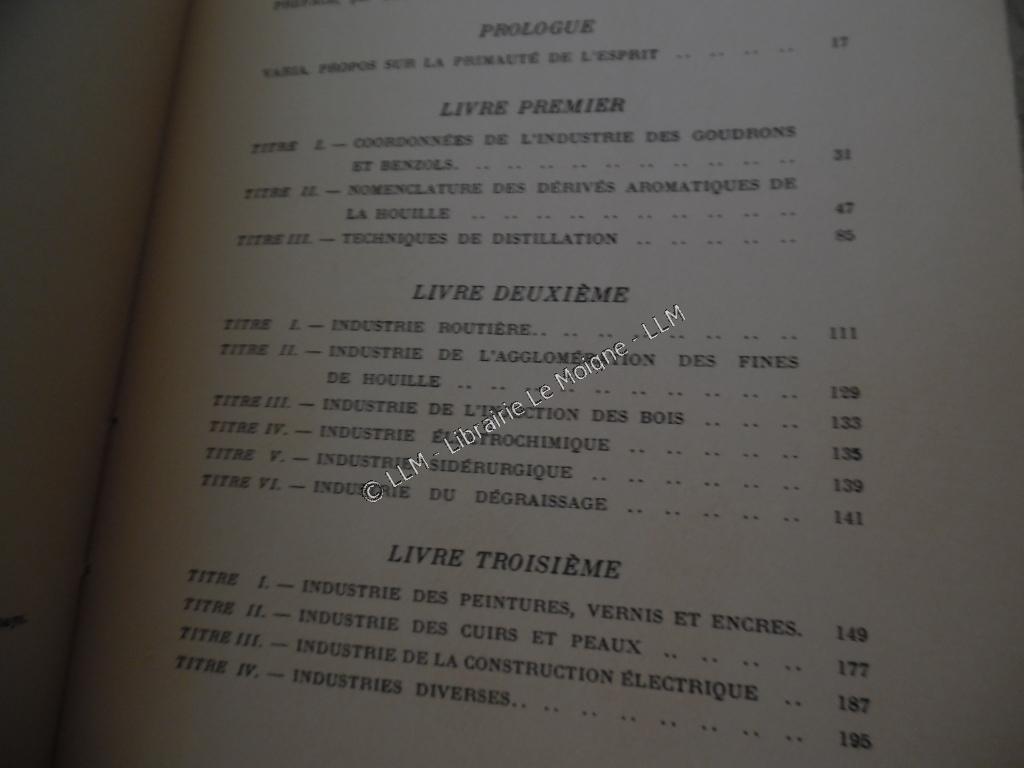 PROLOGUE
VARIA. PROPOS SUR LA PRIMAUTÉ DE L'ESPRIT .. .. .. .. 17
LIVRE PREMIER
TITRE I. — COORDONNÉES DE L'INDUSTRIE DES GOUDRONS
ET BENZOLS. .. .. .. .. .. .. .. .. .. 31
TITRE II. — NOMENCLATURE DES DÉRIVÉS AROMATIQUES DE
LA HOUILLE .. .. .. .. .. .. .. .. .. 47
TITRE III. — TECHNIQUES DE DISTILLATION .. .. .. .. .. 85
LIVRE DEUXIÈME
TITRE I. — INDUSTRIE ROUTIÈRE.. .. .. .. .. .. .. .. 111
TITRE II. — INDUSTRIE DE L'AGGLOMÉRATION DES FINES
DE HOUILLE .. .. .. .. .. .. .. .. .. 129
TITRE III. — INDUSTRIE DE L'INJECTION DES BOIS .. .. .. 133
TITRE IV. — INDUSTRIE ÉLECTROCHIMIQUE .. .. .. .. .. 135
TITRE V. — INDUSTRIE SIDÉRURGIQUE .. .. .. .. .. .. 139
TITRE VI. — INDUSTRIE DU DÉGRAISSAGE .. .. .. .. .. 141
LIVRE TROISIÈME
TITRE I. — INDUSTRIE DES PEINTURES, VERNIS ET ENCRES. 149
TITRE II. — INDUSTRIE DES CUIRS ET PEAUX .. .. .. .. 177
TITRE III. — INDUSTRIE DE LA CONSTRUCTION ÉLECTRIQUE .. 187
TITRE IV. — INDUSTRIES DIVERSES.. .. .. .. .. .. .. .. 195
© LLM - Librairie Le Moigne - LLM